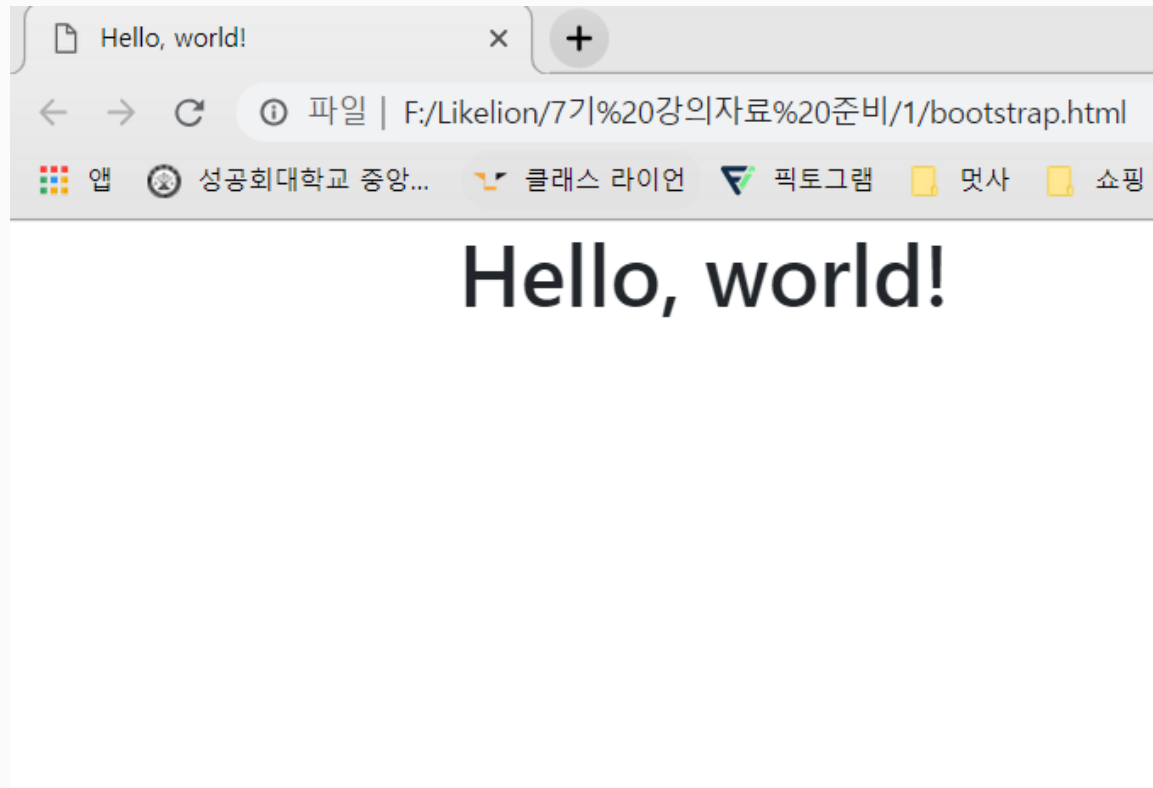 Hello, world!
파일 | F:/Likelion/7기%20강의자료%20준비/1/bootstrap.html
앱 성공회대학교 중앙... 클래스 라이언 픽토그램 멋사 쇼핑
Hello, world!